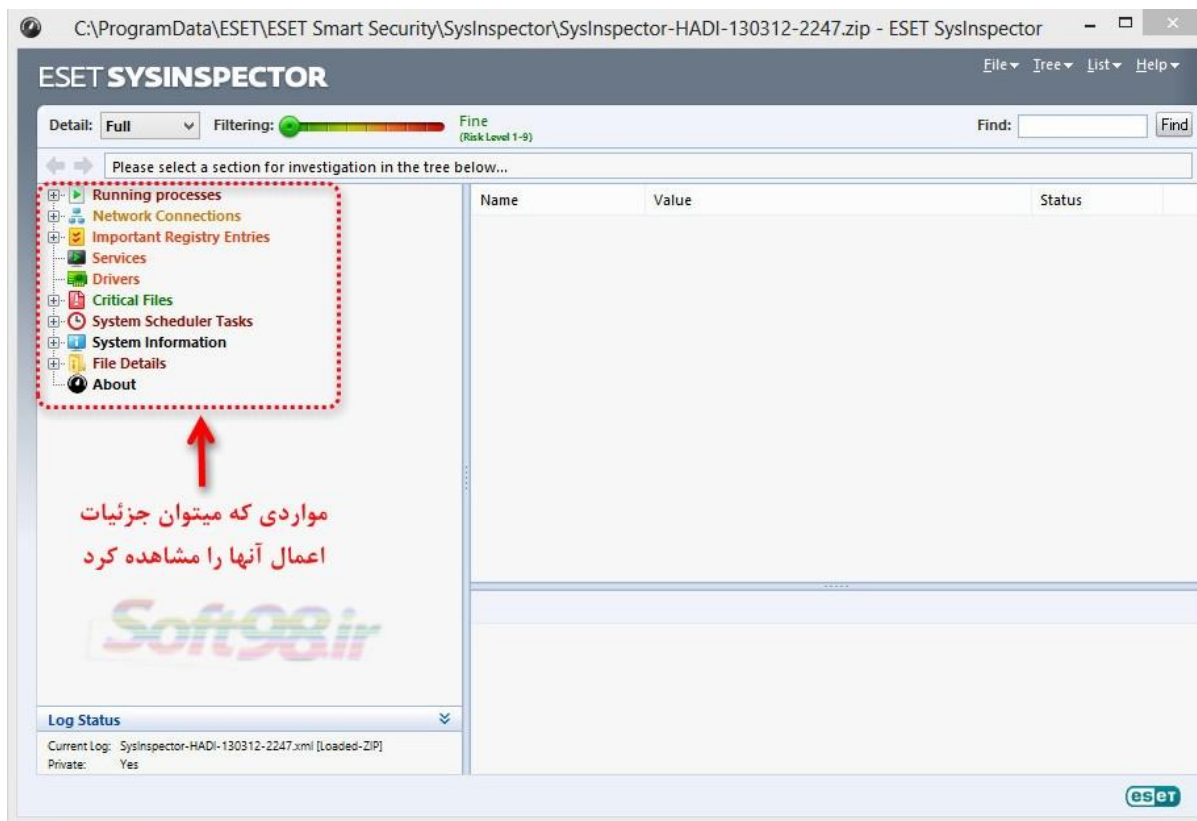 C:\ProgramData\ESET\ESET Smart Security\SysInspector\SysInspector-HADI-130312-2247.zip - ESET SysInspector
ESET SYSINSPECTOR
File Tree List Help
Detail: Full Filtering: Fine Find: Find
(Risk Level 1-9)
Please select a section for investigation in the tree below...
Name Value Status
Running processes
Network Connections
Important Registry Entries
Services
Drivers
Critical Files
System Scheduler Tasks
System Information
File Details
About
مواردی که میتوان جزئیات
اعمال آنها را مشاهده کرد
Soft98.ir
Log Status
Current Log: SysInspector-HADI-130312-2247.xml [Loaded-ZIP]
Private: Yes
eset